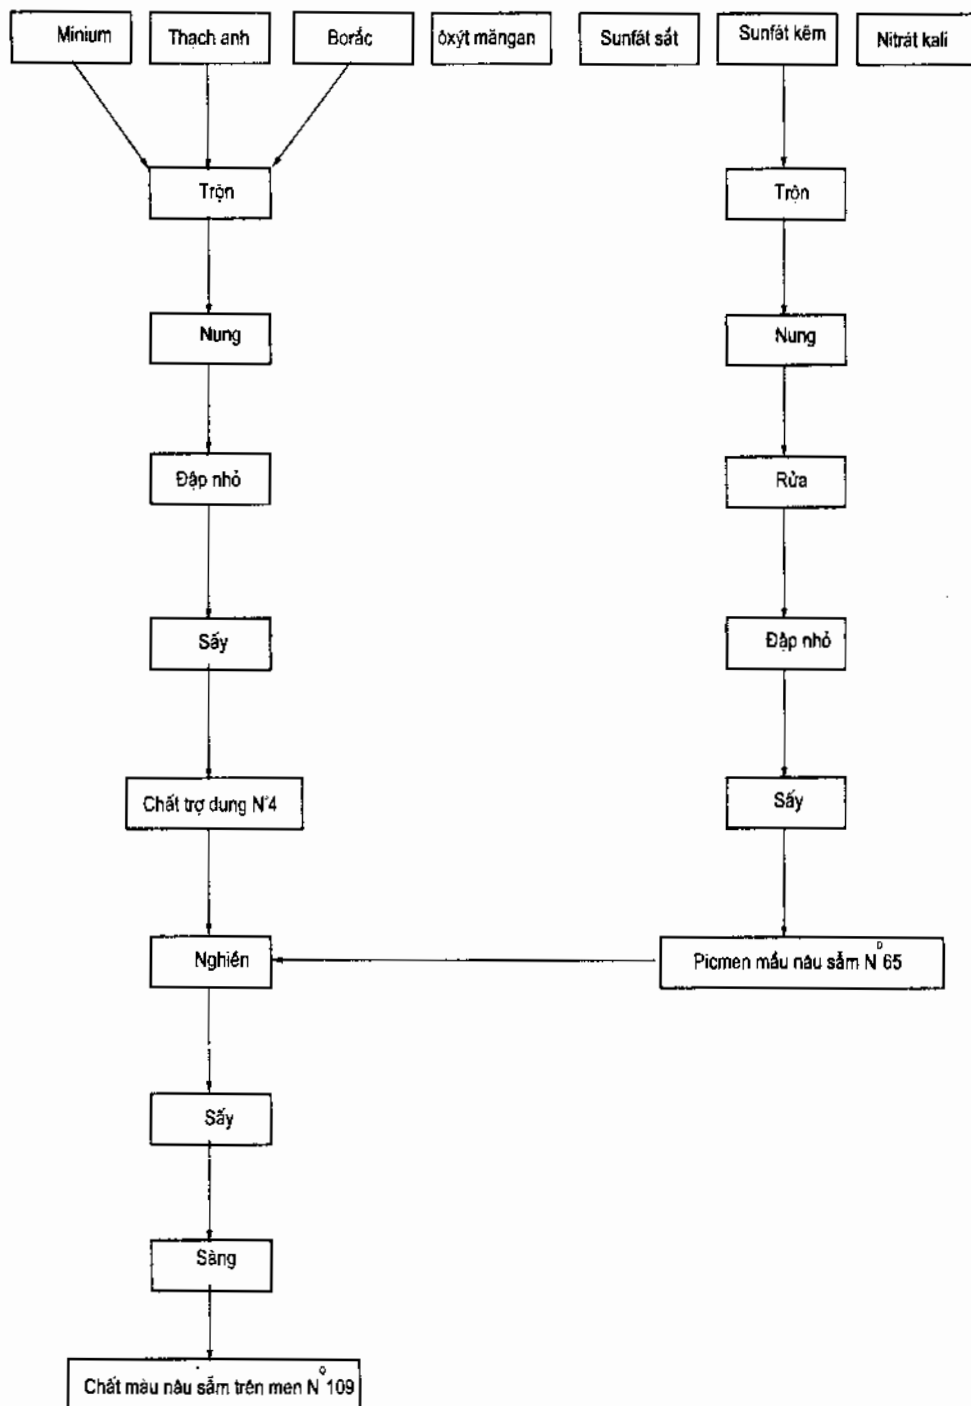 Minium
Thạch anh
Borắc
ôxýt măngan
Sunfát sắt
Sunfát kẽm
Nitrát kali
Trộn
Trộn
Nung
Nung
Đập nhỏ
Rửa
Sấy
Đập nhỏ
Chất trợ dung N°4
Sấy
Nghiền
Picmen mầu nâu sẫm N°65
Sấy
Sàng
Chất màu nâu sẫm trên men N°109